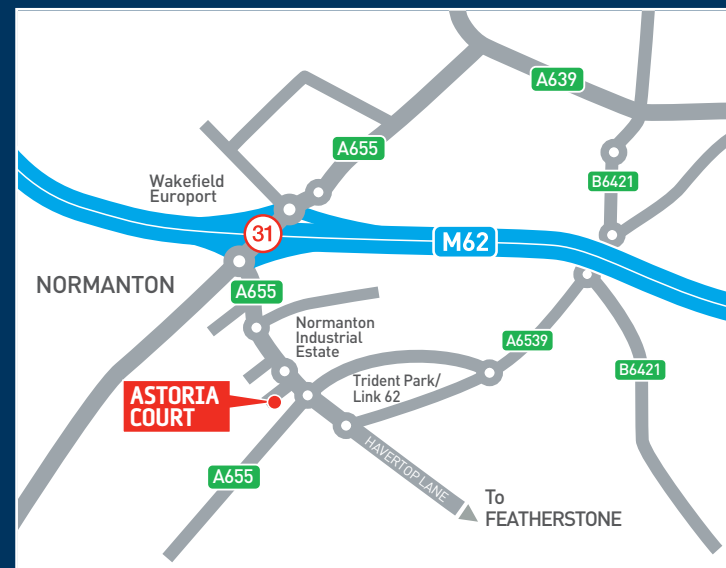 A639
A655
Wakefield
Europort
B6421
31
M62
NORMANTON
A655
Normanton
Industrial
Estate
A6539
Trident Park/
Link 62
B6421
ASTORIA
COURT
A655
HAVERTOP LANE
To
FEATHERSTONE